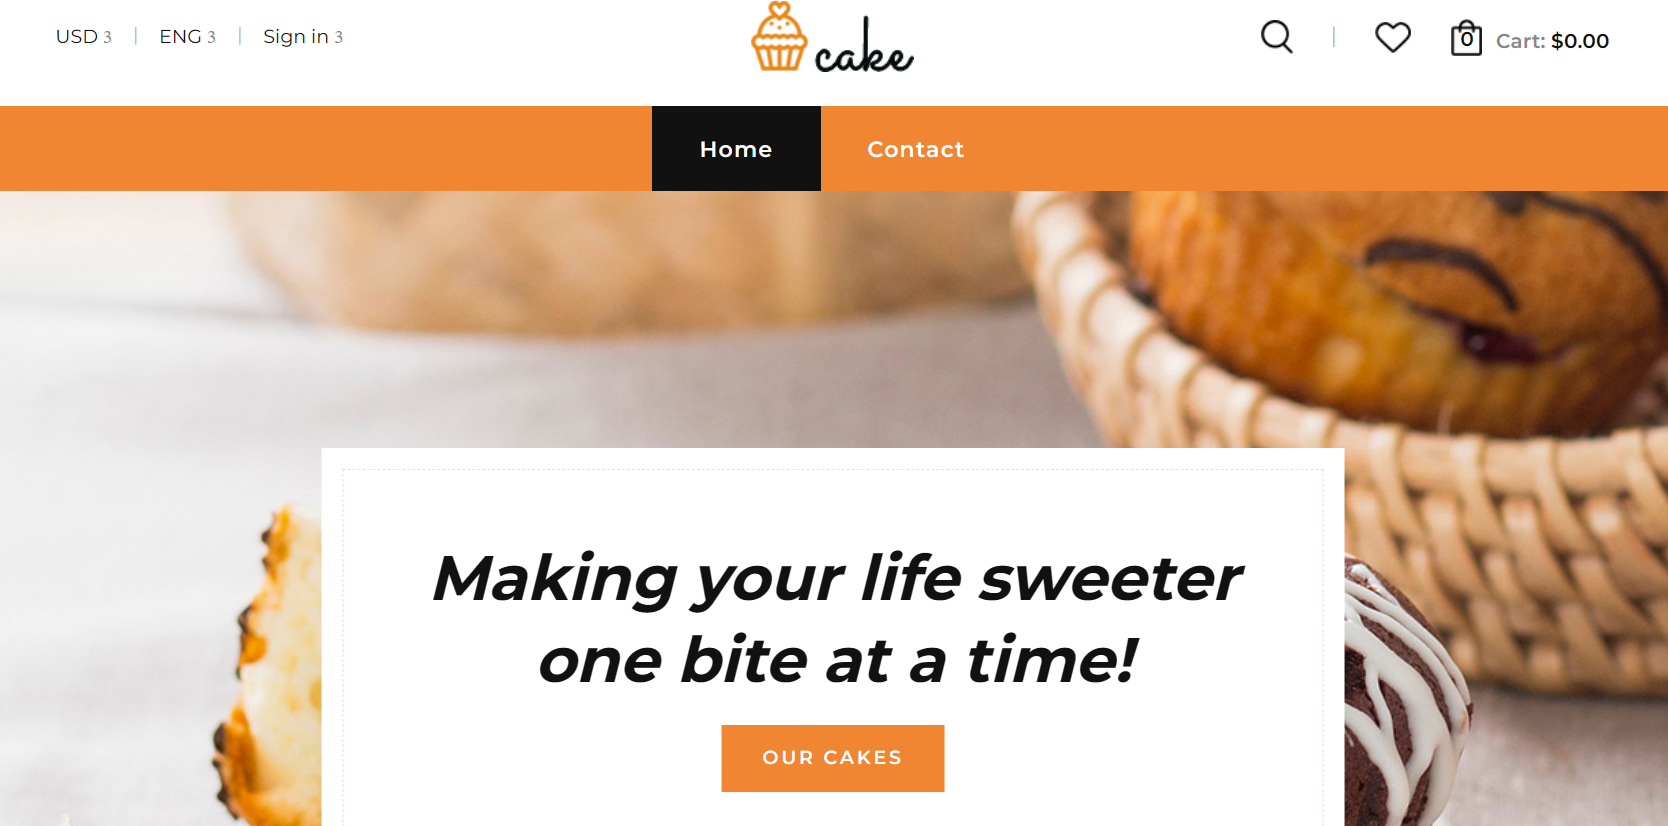 USD 3 | ENG 3 | Sign in 3
cake
0 Cart: $0.00
Home Contact
Making your life sweeter
one bite at a time!
OUR CAKES